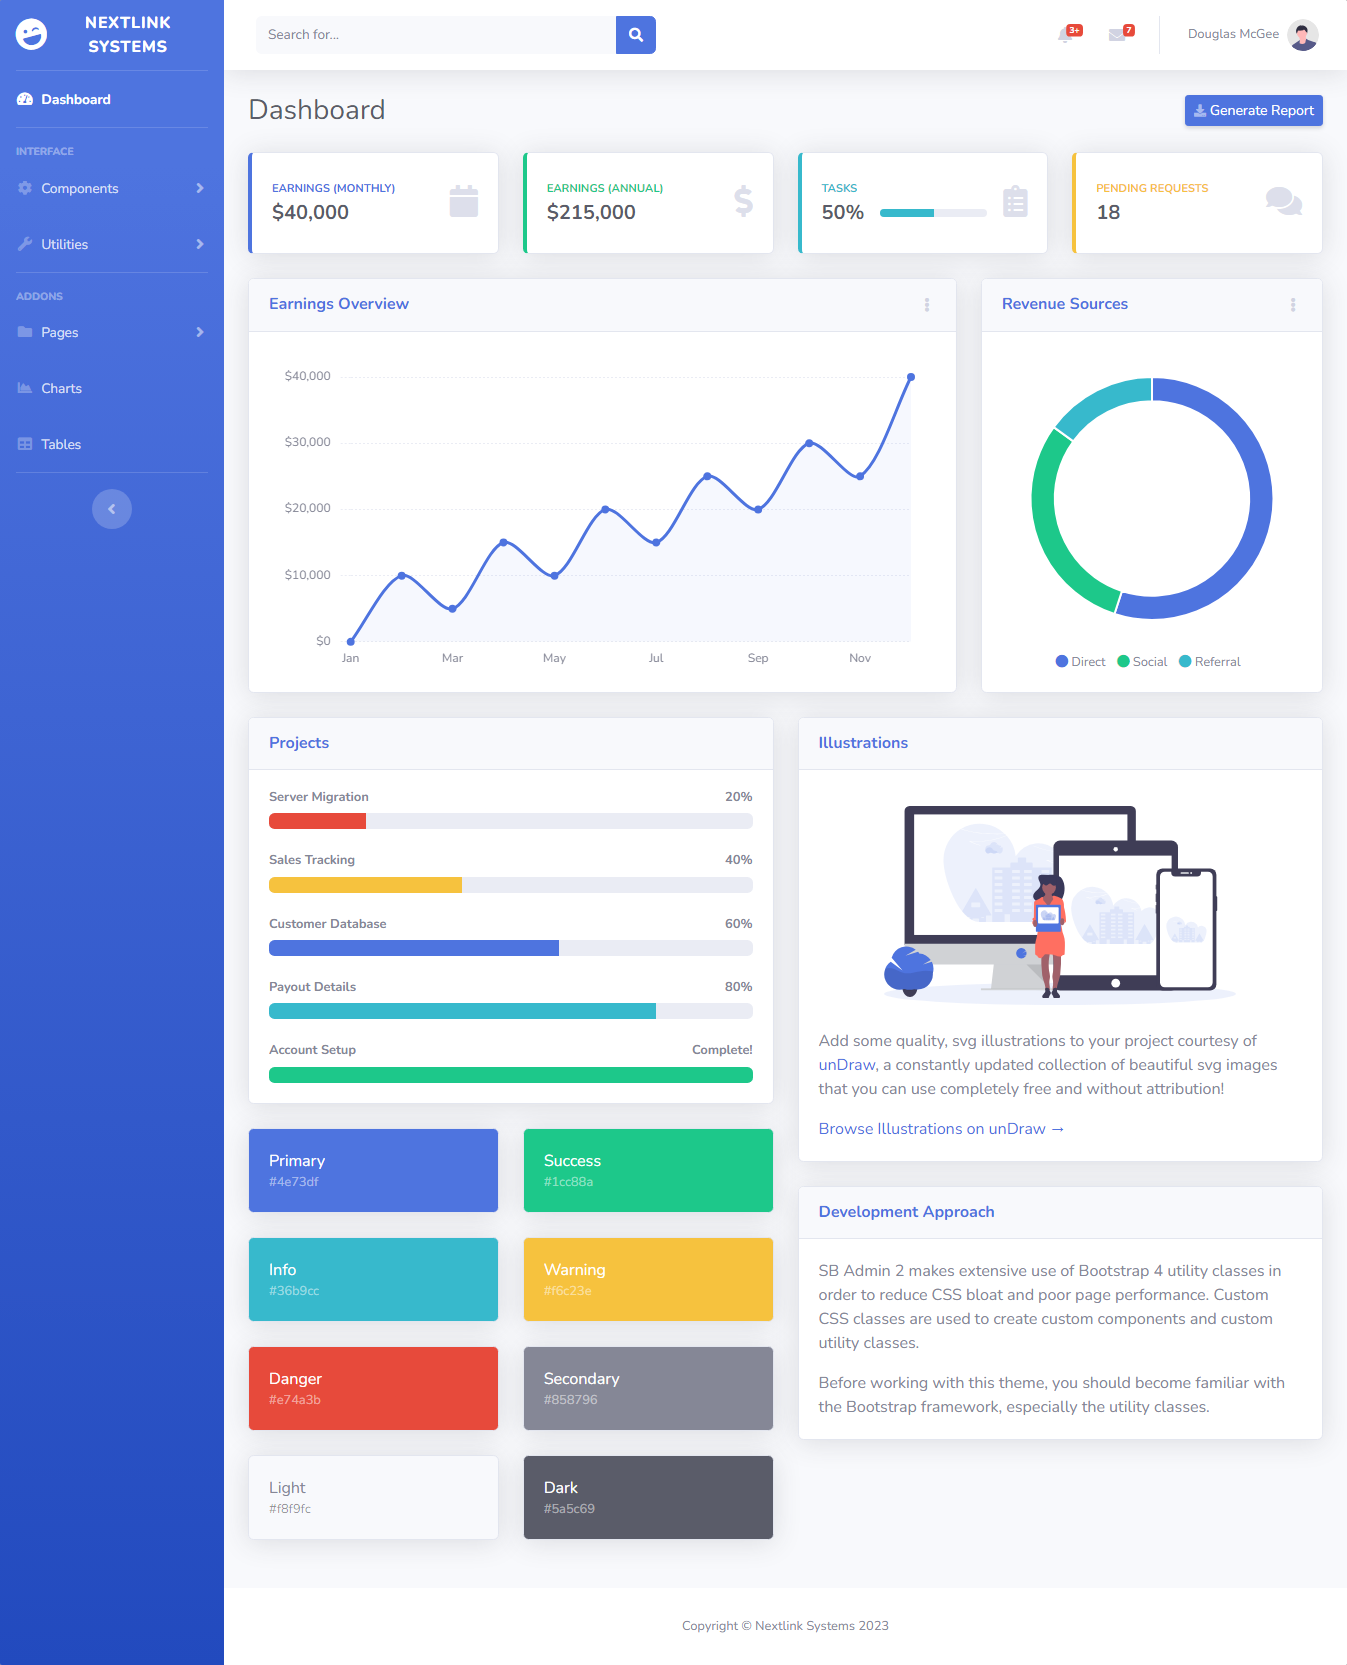 NEXTLINK
SYSTEMS
Dashboard
INTERFACE
Components
Utilities
ADDONS
Pages
Charts
Tables
Search for...
3+
7
Douglas McGee
Dashboard
Generate Report
EARNINGS (MONTHLY)
$40,000
EARNINGS (ANNUAL)
$215,000
TASKS
50%
PENDING REQUESTS
18
Earnings Overview
$40,000
$30,000
$20,000
$10,000
$0
Jan Mar May Jul Sep Nov
Revenue Sources
Direct Social Referral
Projects
Server Migration 20%
Sales Tracking 40%
Customer Database 60%
Payout Details 80%
Account Setup Complete!
Primary
#4e73df
Success
#1cc88a
Info
#36b9cc
Warning
#f6c23e
Danger
#e74a3b
Secondary
#858796
Light
#f8f9fc
Dark
#5a5c69
Illustrations
Add some quality, svg illustrations to your project courtesy of
unDraw, a constantly updated collection of beautiful svg images
that you can use completely free and without attribution!
Browse Illustrations on unDraw →
Development Approach
SB Admin 2 makes extensive use of Bootstrap 4 utility classes in
order to reduce CSS bloat and poor page performance. Custom
CSS classes are used to create custom components and custom
utility classes.
Before working with this theme, you should become familiar with
the Bootstrap framework, especially the utility classes.
Copyright © Nextlink Systems 2023